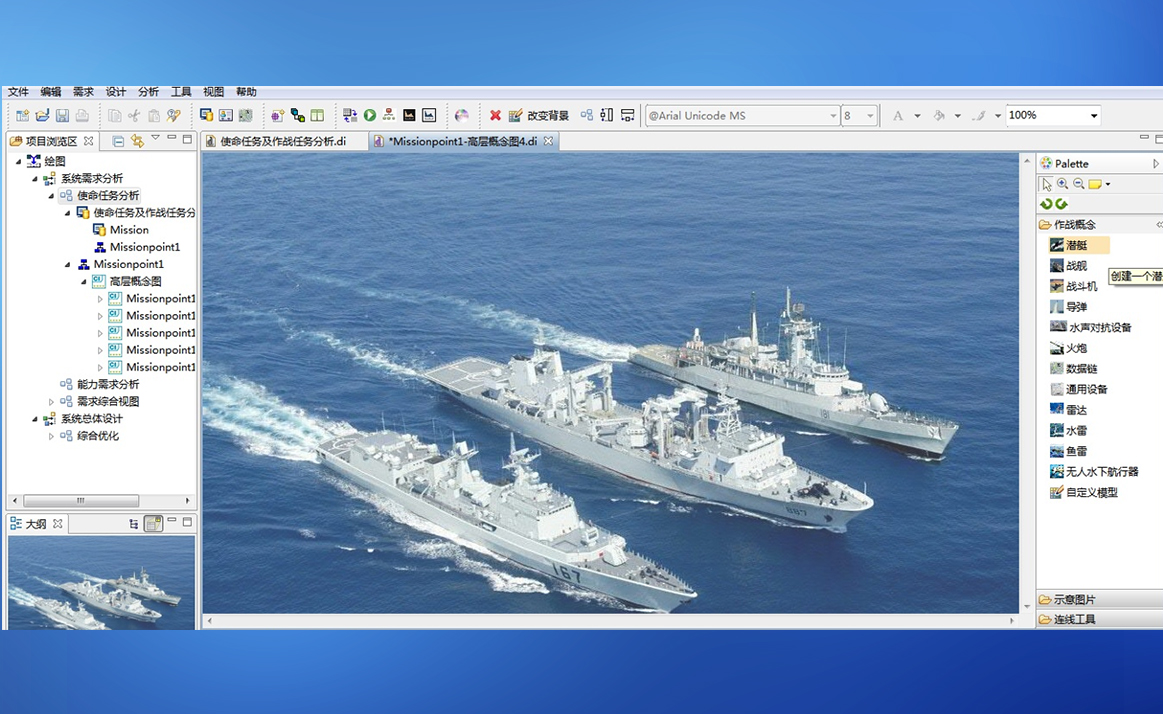 文件 编辑 需求 设计 分析 工具 视图 帮助
改变背景 @Arial Unicode MS 8 A 100%
项目浏览区
使命任务及作战任务分析.di
*Missionpoint1-高层概念图4.di
绘图
系统需求分析
使命任务分析
使命任务及作战任务分
Mission
Missionpoint1
Missionpoint1
高层概念图
Missionpoint1
Missionpoint1
Missionpoint1
Missionpoint1
Missionpoint1
能力需求分析
需求综合视图
系统总体设计
综合优化
大纲
181
887
167
Palette
作战概念
潜艇
创建一个潜
战舰
战斗机
导弹
水声对抗设备
火炮
数据链
通用设备
雷达
水雷
鱼雷
无人水下航行器
自定义模型
示意图片
连线工具